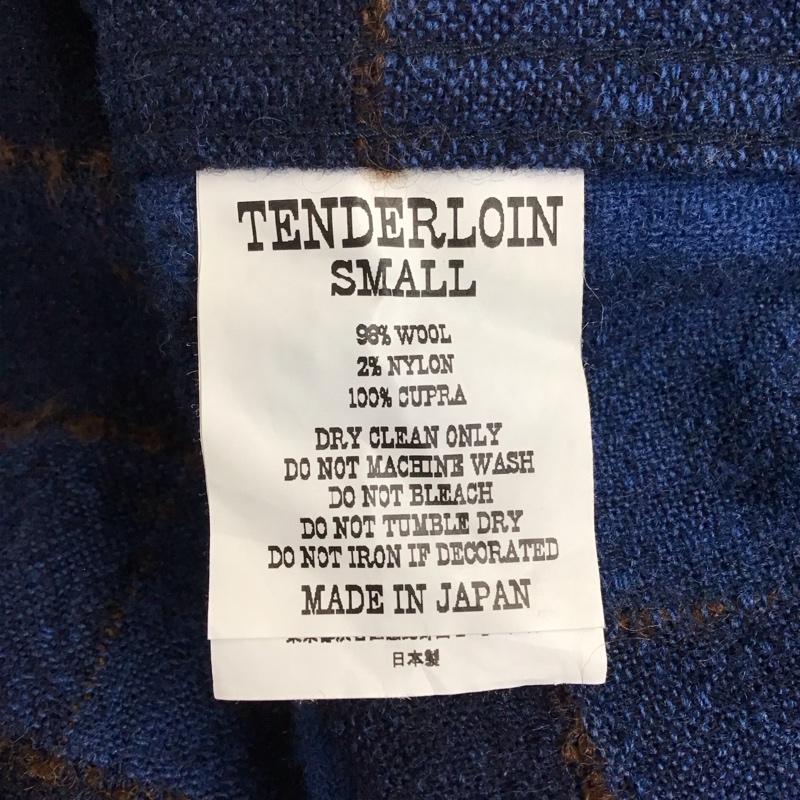 TENDERLOIN
SMALL
98% WOOL
2% NYLON
100% CUPRA
DRY CLEAN ONLY
DO NOT MACHINE WASH
DO NOT BLEACH
DO NOT TUMBLE DRY
DO NOT IRON IF DECORATED
MADE IN JAPAN
日本製